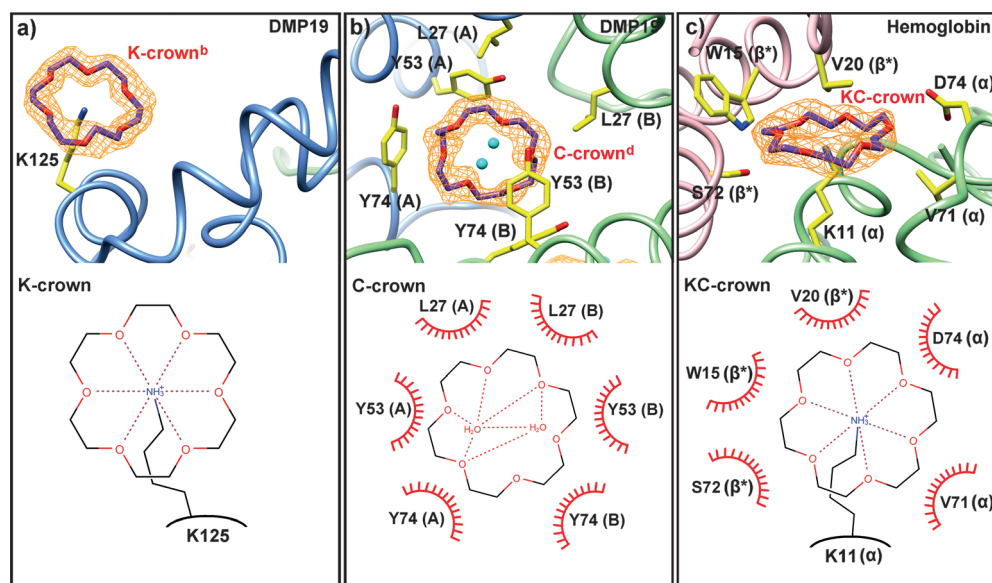 a)
DMP19
K-crownᵇ
K125
b)
DMP19
L27 (A)
Y53 (A)
L27 (B)
C-crownᵈ
Y53 (B)
Y74 (A)
Y74 (B)
c)
Hemoglobin
W15 (β*)
V20 (β*)
D74 (α)
KC-crown
S72 (β*)
V71 (α)
K11 (α)
K-crown
O
O
O
NH₃⁺
O
O
O
K125
C-crown
L27 (A)
L27 (B)
O
O
Y53 (A)
O
Y53 (B)
H₂O
H₂O
O
O
O
Y74 (A)
Y74 (B)
KC-crown
V20 (β*)
D74 (α)
W15 (β*)
O
O
O
NH₃⁺
O
O
O
S72 (β*)
V71 (α)
K11 (α)